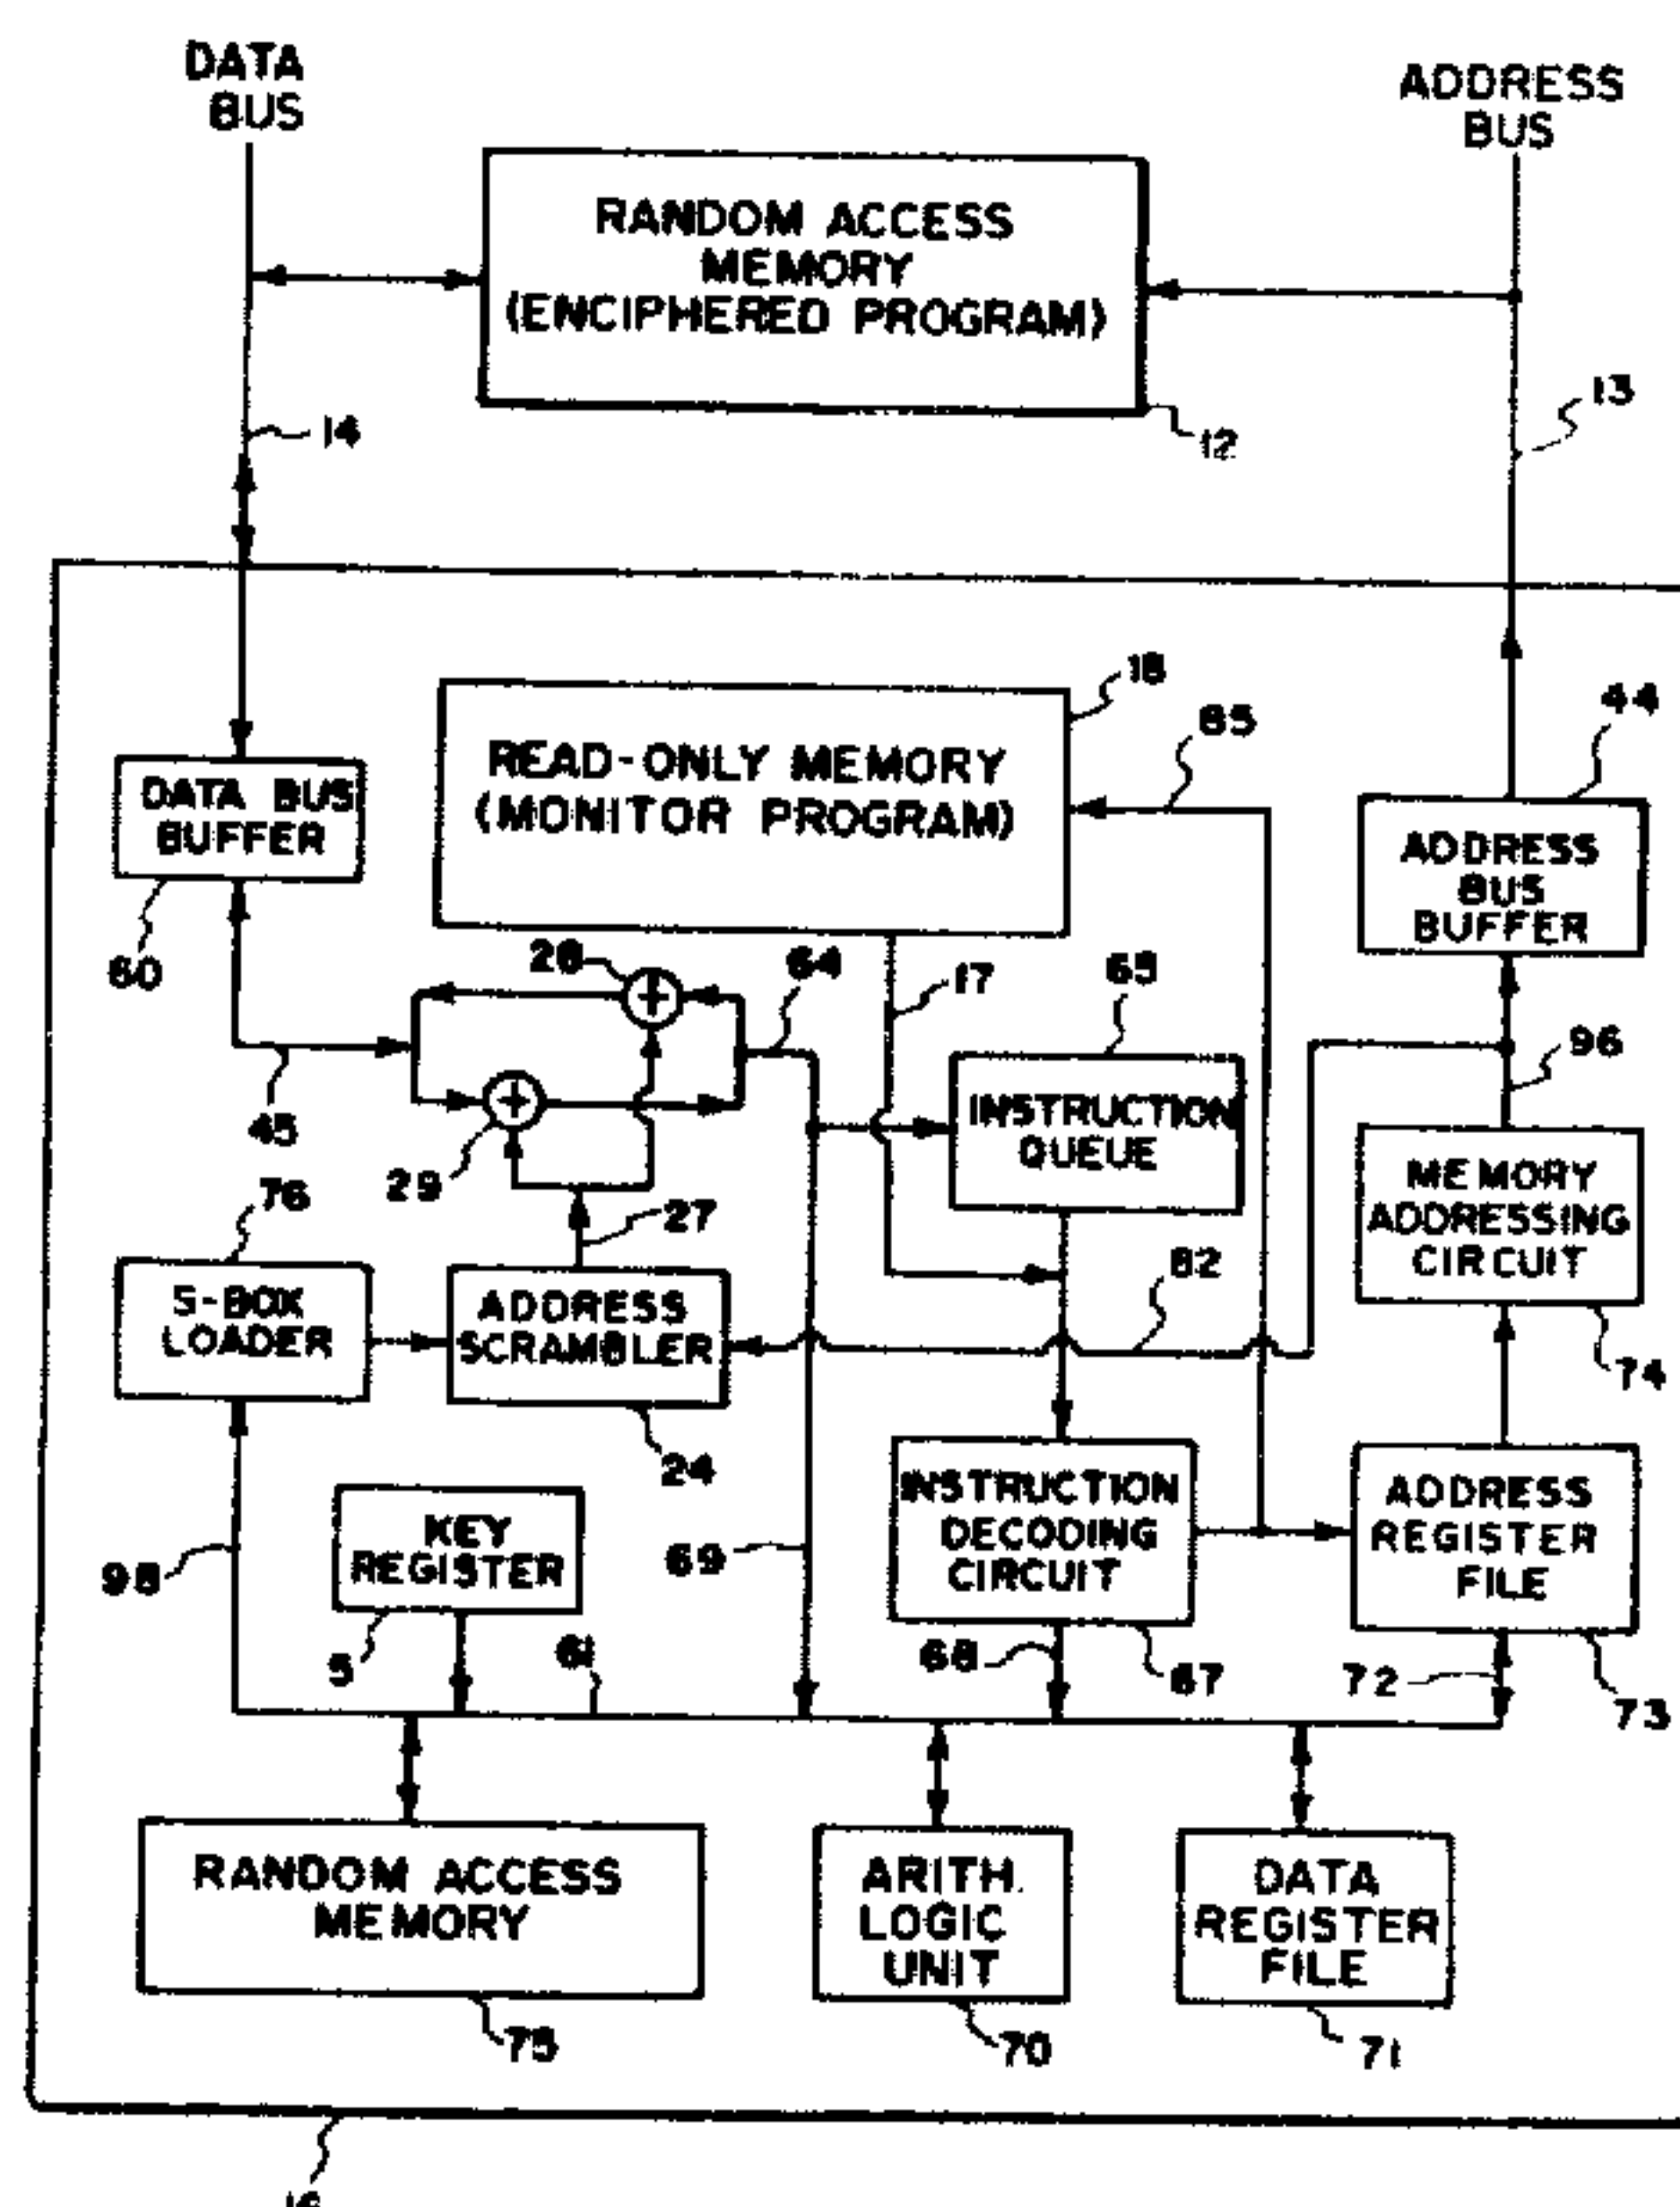 DATA
BUS
ADDRESS
BUS
RANDOM ACCESS
MEMORY
(ENCIPHERED PROGRAM)
14
12
13
18
85
44
READ-ONLY MEMORY
(MONITOR PROGRAM)
DATA BUS
BUFFER
ADDRESS
BUS
BUFFER
60
28
64
17
65
96
45
29
INSTRUCTION
QUEUE
MEMORY
ADDRESSING
CIRCUIT
76
27
82
S-BOX
LOADER
ADDRESS
SCRAMBLER
74
24
KEY
REGISTER
INSTRUCTION
DECODING
CIRCUIT
ADDRESS
REGISTER
FILE
98
69
5
61
68
67
72
73
RANDOM ACCESS
MEMORY
ARITH.
LOGIC
UNIT
DATA
REGISTER
FILE
75
70
71